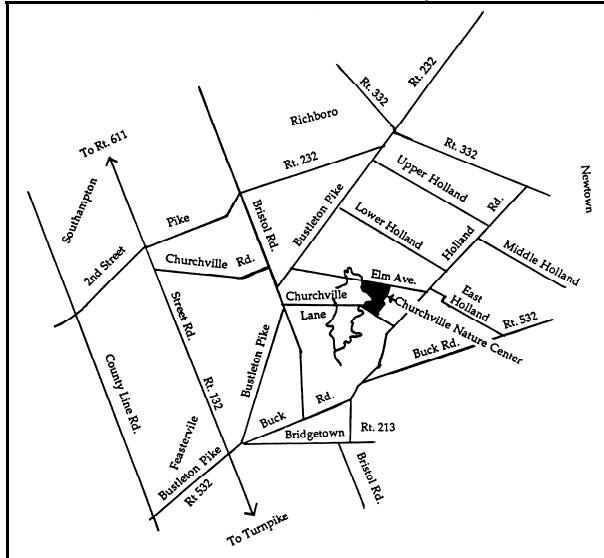 Rt. 232
Rt. 332
Richboro
To Rt. 611
Rt. 332
Rt. 232
Upper Holland
Newtown
Southampton
Pike
Bristol Rd.
Bustleton Pike
Lower Holland
Holland Rd.
Middle Holland
2nd Street
Churchville Rd.
Elm Ave.
Churchville
Lane
East
Holland
Churchville Nature Center
Rt. 532
Street Rd.
Bustleton Pike
Buck Rd.
County Line Rd.
Rt. 132
Buck Rd.
Feasterville
Bridgetown
Rt. 213
Bustleton Pike
Rt 532
Bristol Rd.
To Turnpike